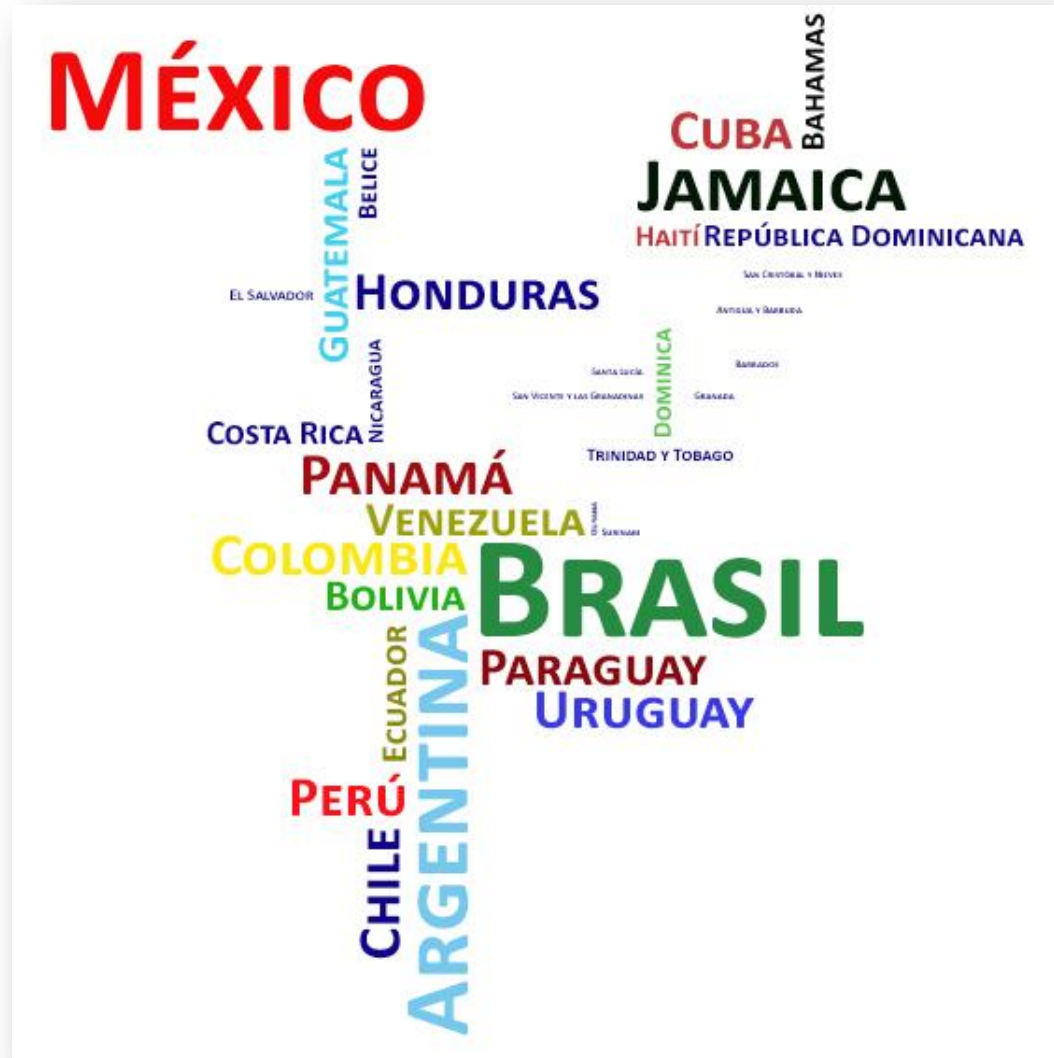 MÉXICO
BAHAMAS
CUBA
JAMAICA
HAITÍ REPÚBLICA DOMINICANA
GUATEMALA
BELICE
EL SALVADOR
HONDURAS
SAN CRISTÓBAL Y NIEVES
ANTIGUA Y BARBUDA
NICARAGUA
DOMINICA
SANTA LUCÍA
BARBADOS
SAN VICENTE Y LAS GRANADINAS
GRANADA
COSTA RICA
TRINIDAD Y TOBAGO
PANAMÁ
VENEZUELA
GUYANA
SURINAM
COLOMBIA
BRASIL
BOLIVIA
ECUADOR
ARGENTINA
PARAGUAY
URUGUAY
PERÚ
CHILE